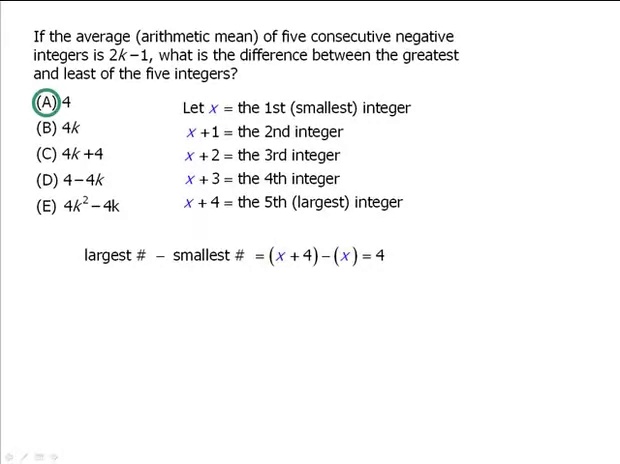 If the average (arithmetic mean) of five consecutive negative
integers is 2k−1, what is the difference between the greatest
and least of the five integers?
(A) 4
(B) 4k
(C) 4k+4
(D) 4−4k
(E) 4k²−4k
Let x = the 1st (smallest) integer
x+1 = the 2nd integer
x+2 = the 3rd integer
x+3 = the 4th integer
x+4 = the 5th (largest) integer
largest # − smallest # = (x+4)−(x) = 4